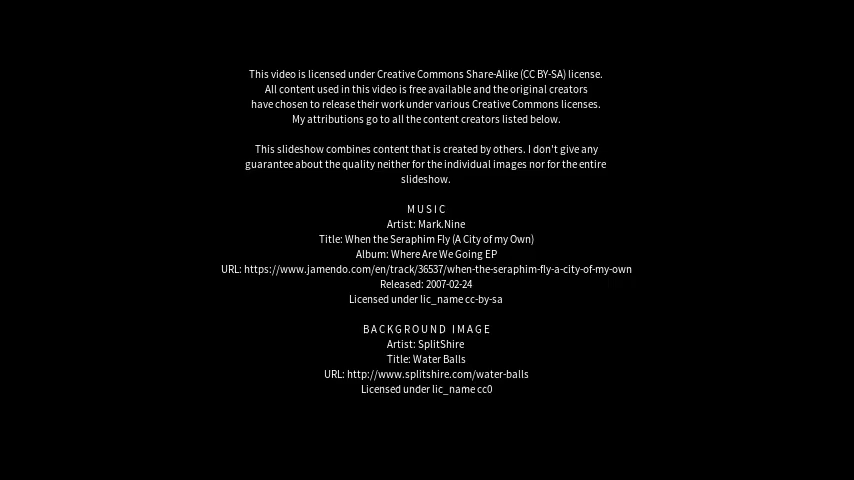 This video is licensed under Creative Commons Share-Alike (CC BY-SA) license.
All content used in this video is free available and the original creators
have chosen to release their work under various Creative Commons licenses.
My attributions go to all the content creators listed below.
This slideshow combines content that is created by others. I don't give any
guarantee about the quality neither for the individual images nor for the entire
slideshow.
MUSIC
Artist: Mark.Nine
Title: When the Seraphim Fly (A City of my Own)
Album: Where Are We Going EP
URL: https://www.jamendo.com/en/track/36537/when-the-seraphim-fly-a-city-of-my-own
Released: 2007-02-24
Licensed under lic_name cc-by-sa
BACKGROUND IMAGE
Artist: SplitShire
Title: Water Balls
URL: http://www.splitshire.com/water-balls
Licensed under lic_name cc0